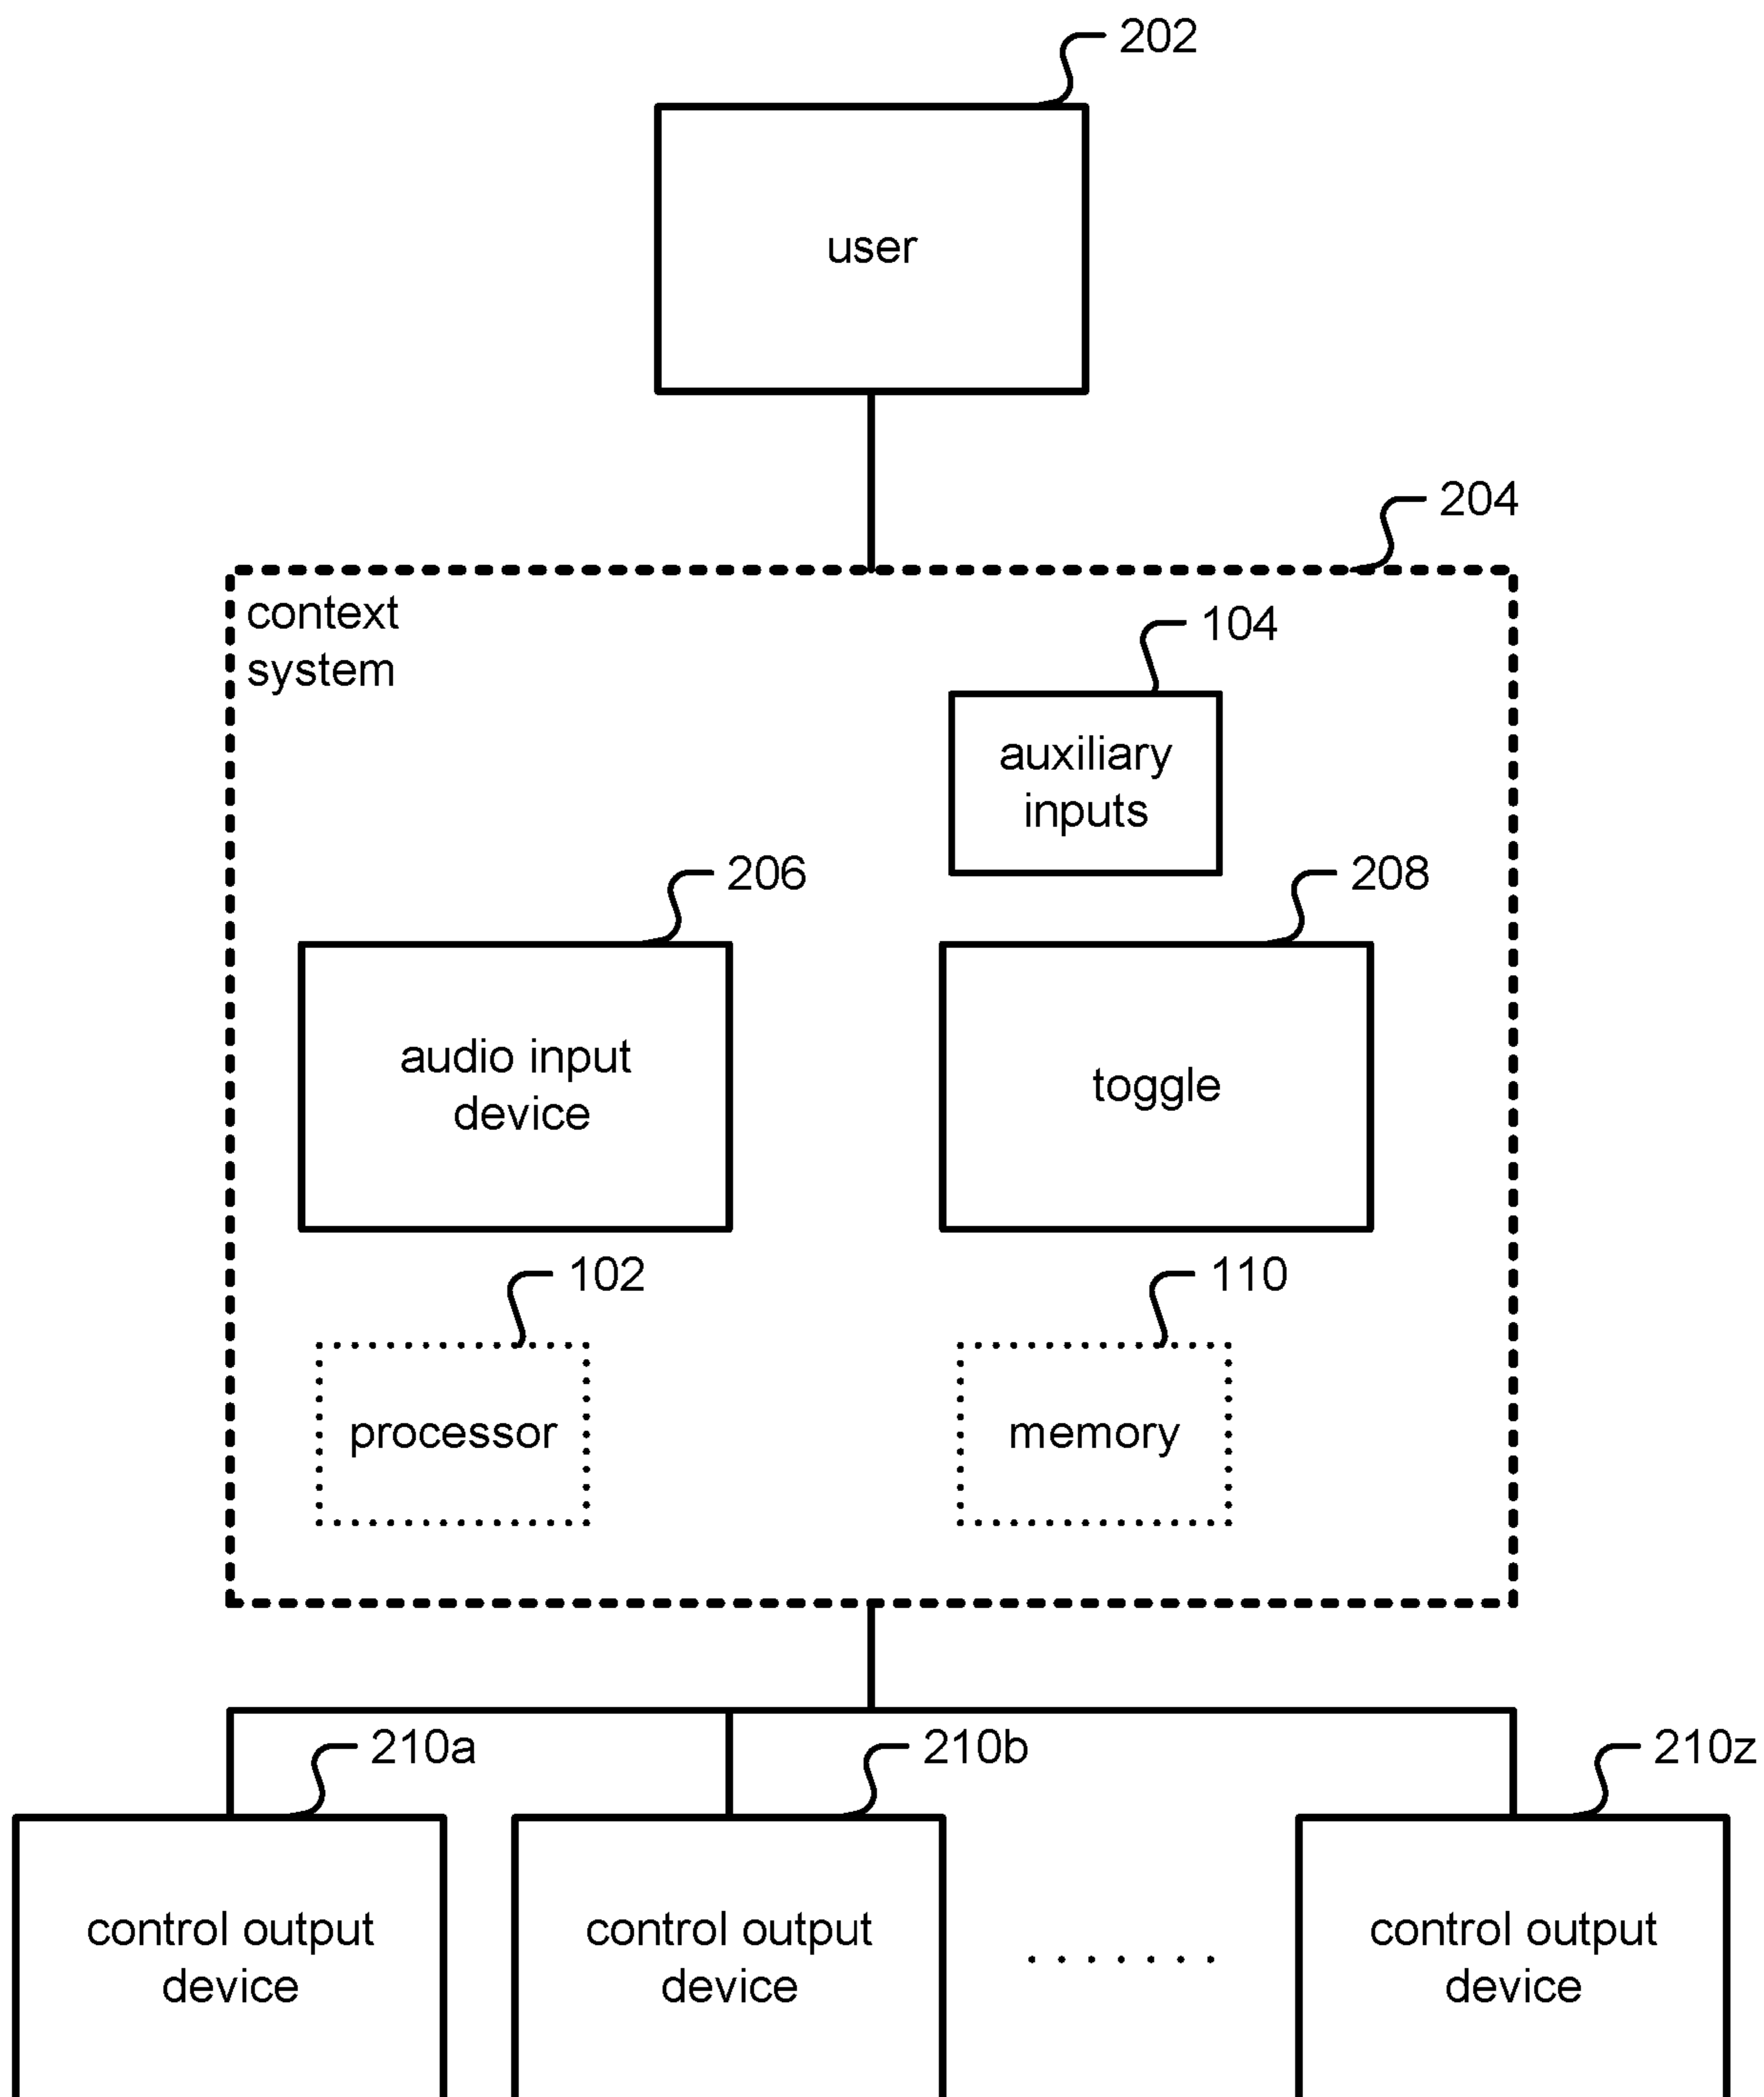 202
user
204
context
system
104
auxiliary
inputs
206
208
audio input
device
toggle
102
110
processor
memory
210a
210b
210z
control output
device
control output
device
control output
device